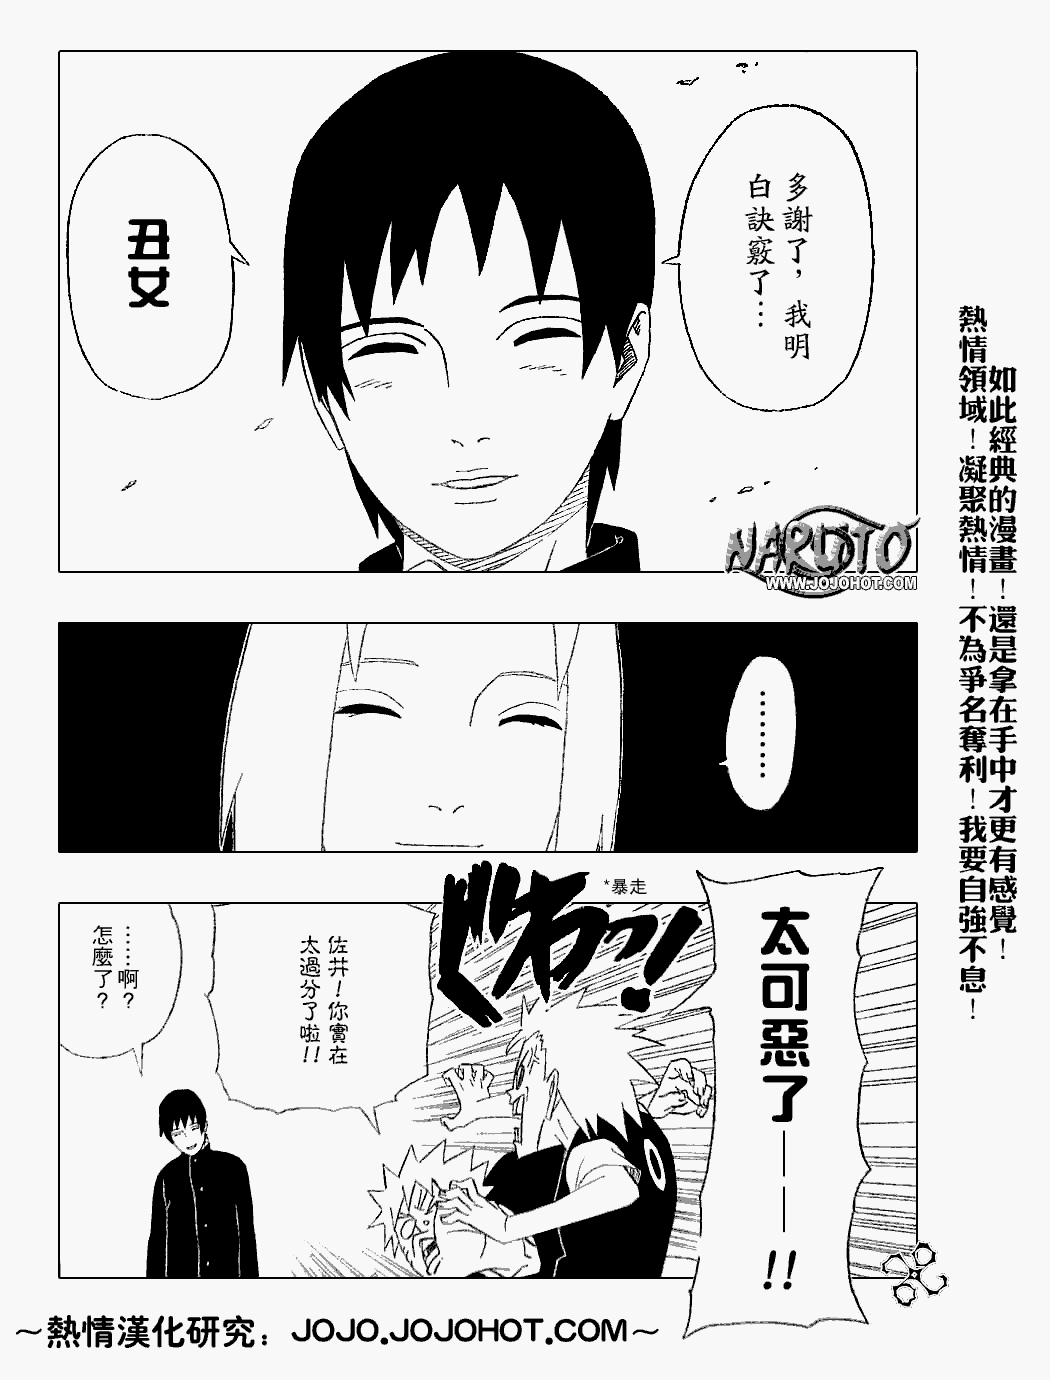 多謝了，我明
白訣竅了…
丑女
NARUTO
WWW.JOJOHOT.COM
………
*暴走
太可惡了——!!
佐井！你實在
太過分了啦!!
……啊？
怎麼了？
如此經典的漫畫！還是拿在手中才更有感覺！
熱情領域！凝聚熱情！不為爭名奪利！我要自強不息！
～熱情漢化研究：JOJO.JOJOHOT.COM～